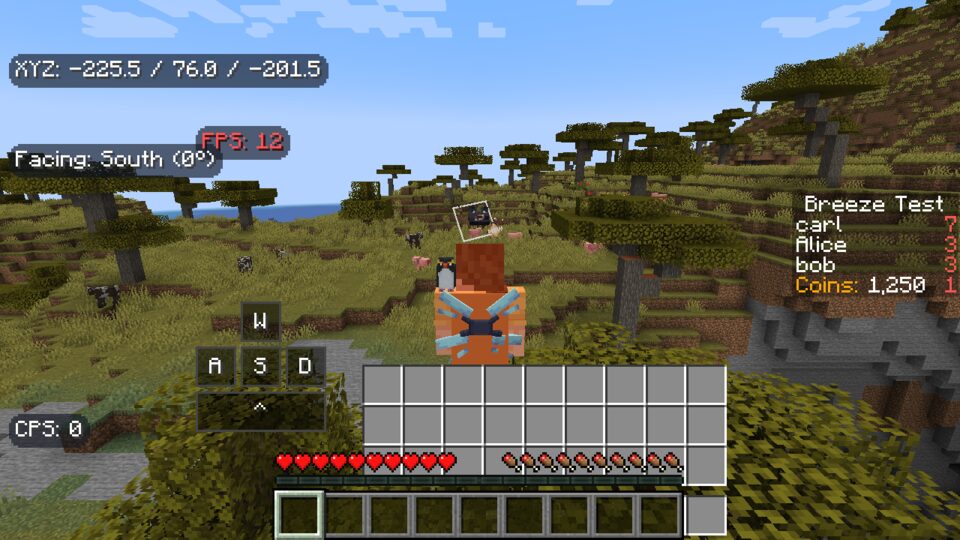 XYZ: -225.5 / 76.0 / -201.5
FPS: 12
Facing: South (0°)
Breeze Test
carl 7
Alice 3
bob 3
Coins: 1,250 1
W
A S D
^
CPS: 0